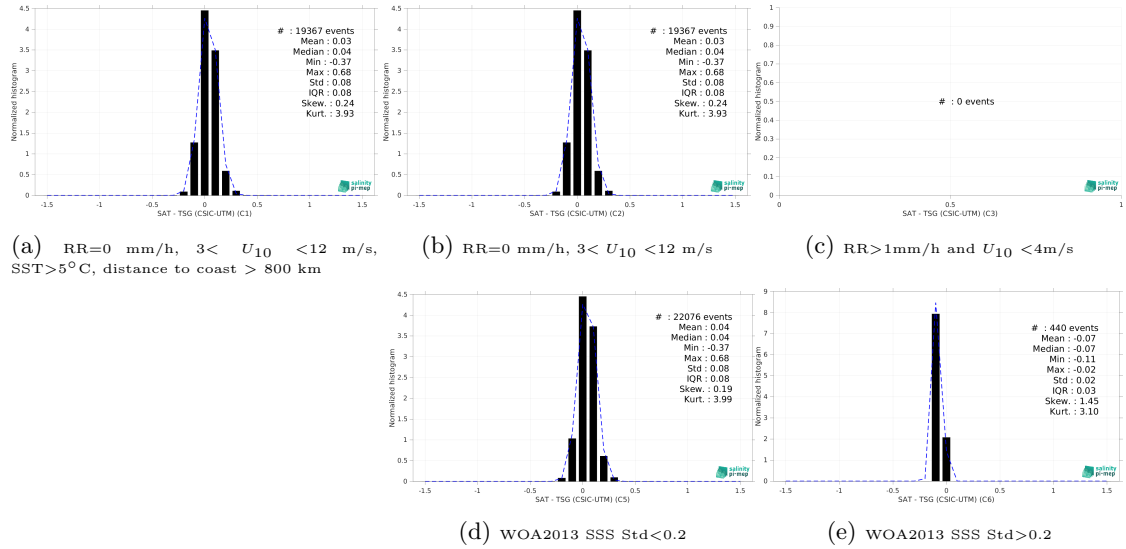 4.5
4
3.5
3
2.5
2
1.5
1
0.5
0
Normalized histogram
# : 19367 events
Mean : 0.03
Median : 0.04
Min : -0.37
Max : 0.68
Std : 0.08
IQR : 0.08
Skew. : 0.24
Kurt. : 3.93
salinity
pi-mep
-1.5 -1 -0.5 0 0.5 1 1.5
SAT - TSG (CSIC-UTM) (C1)
(a) RR=0 mm/h, 3< U10 <12 m/s,
SST>5°C, distance to coast > 800 km
4.5
4
3.5
3
2.5
2
1.5
1
0.5
0
Normalized histogram
# : 19367 events
Mean : 0.03
Median : 0.04
Min : -0.37
Max : 0.68
Std : 0.08
IQR : 0.08
Skew. : 0.24
Kurt. : 3.93
salinity
pi-mep
-1.5 -1 -0.5 0 0.5 1 1.5
SAT - TSG (CSIC-UTM) (C2)
(b) RR=0 mm/h, 3< U10 <12 m/s
1
0.9
0.8
0.7
0.6
0.5
0.4
0.3
0.2
0.1
0
Normalized histogram
# : 0 events
salinity
pi-mep
0 0.5 1
SAT - TSG (CSIC-UTM) (C3)
(c) RR>1mm/h and U10 <4m/s
4.5
4
3.5
3
2.5
2
1.5
1
0.5
0
Normalized histogram
# : 22076 events
Mean : 0.04
Median : 0.04
Min : -0.37
Max : 0.68
Std : 0.08
IQR : 0.08
Skew. : 0.19
Kurt. : 3.99
salinity
pi-mep
-1.5 -1 -0.5 0 0.5 1 1.5
SAT - TSG (CSIC-UTM) (C5)
(d) WOA2013 SSS Std<0.2
9
8
7
6
5
4
3
2
1
0
Normalized histogram
# : 440 events
Mean : -0.07
Median : -0.07
Min : -0.11
Max : -0.02
Std : 0.02
IQR : 0.03
Skew. : 1.45
Kurt. : 3.10
salinity
pi-mep
-1.5 -1 -0.5 0 0.5 1 1.5
SAT - TSG (CSIC-UTM) (C6)
(e) WOA2013 SSS Std>0.2